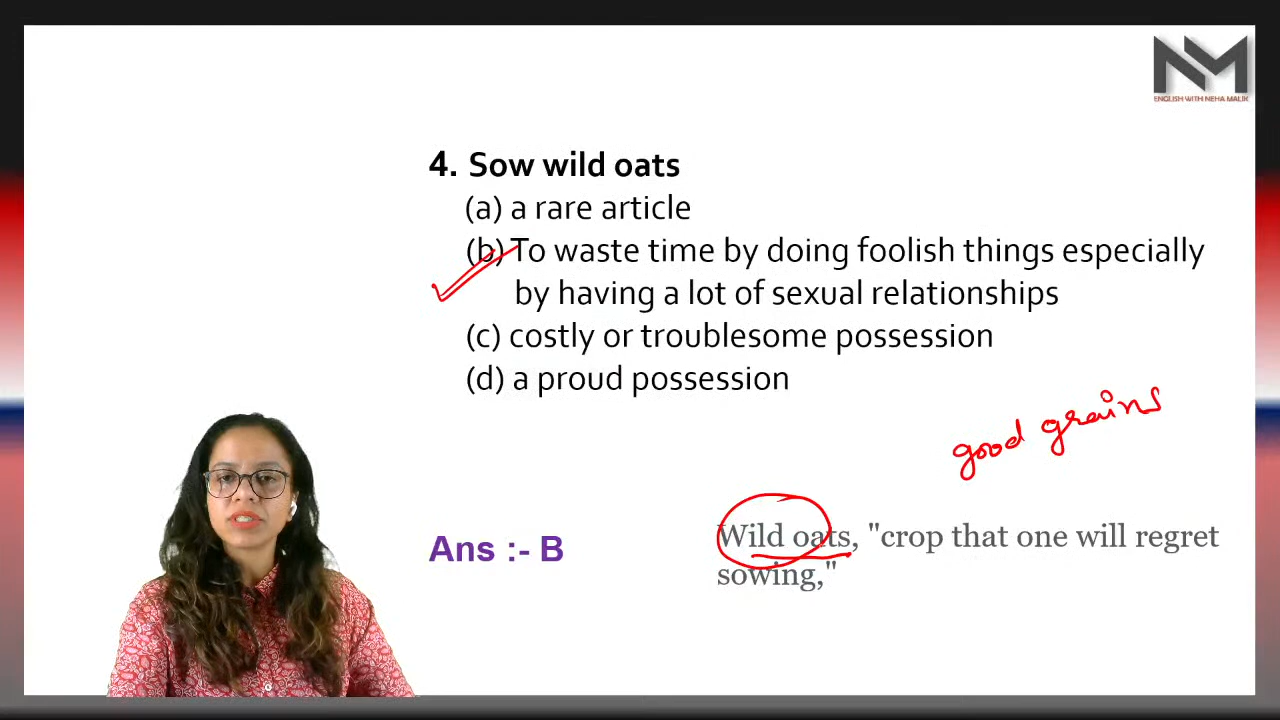 NM
ENGLISH WITH NEHA MALIK
4. Sow wild oats
(a) a rare article
(b) To waste time by doing foolish things especially
by having a lot of sexual relationships
(c) costly or troublesome possession
(d) a proud possession
good grains
Ans :- B
Wild oats, "crop that one will regret
sowing,"